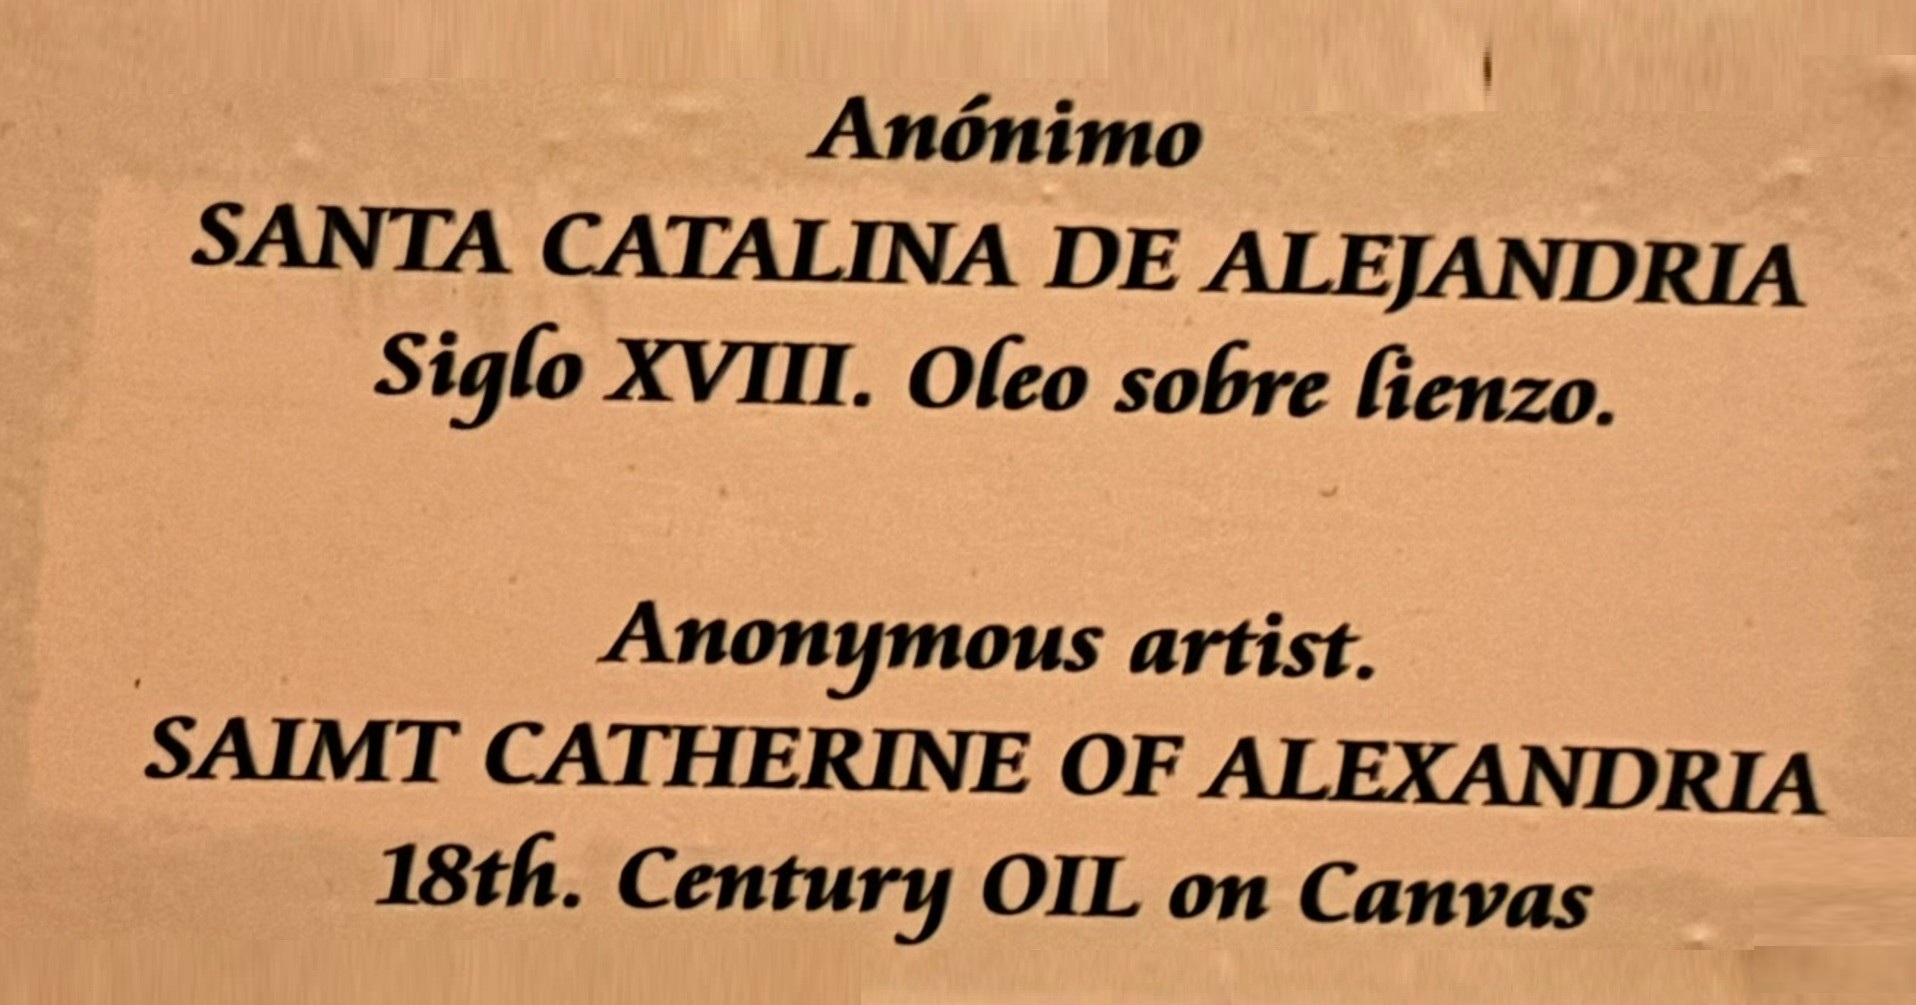 Anónimo
SANTA CATALINA DE ALEJANDRIA
Siglo XVIII. Oleo sobre lienzo.
Anonymous artist.
SAIMT CATHERINE OF ALEXANDRIA
18th. Century OIL on Canvas